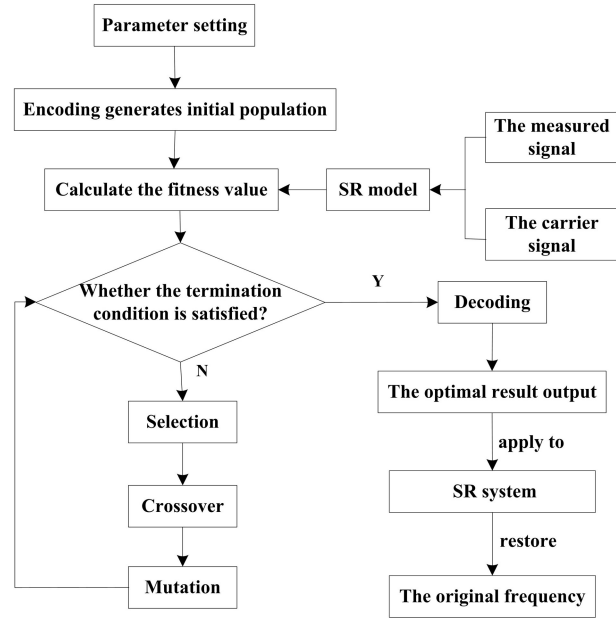 Parameter setting
Encoding generates initial population
The measured
signal
Calculate the fitness value
SR model
The carrier
signal
Whether the termination
condition is satisfied?
Y
Decoding
N
The optimal result output
Selection
apply to
Crossover
SR system
restore
Mutation
The original frequency